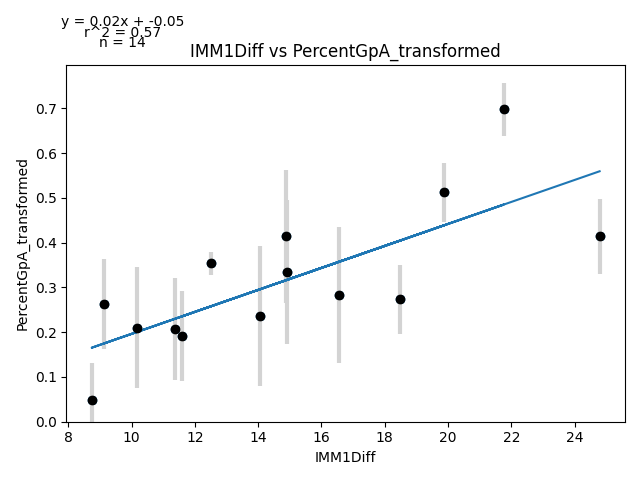 y = 0.02x + -0.05
r^2 = 0.57
n = 14
IMM1Diff vs PercentGpA_transformed
PercentGpA_transformed
0.7
0.6
0.5
0.4
0.3
0.2
0.1
0.0
8 10 12 14 16 18 20 22 24
IMM1Diff